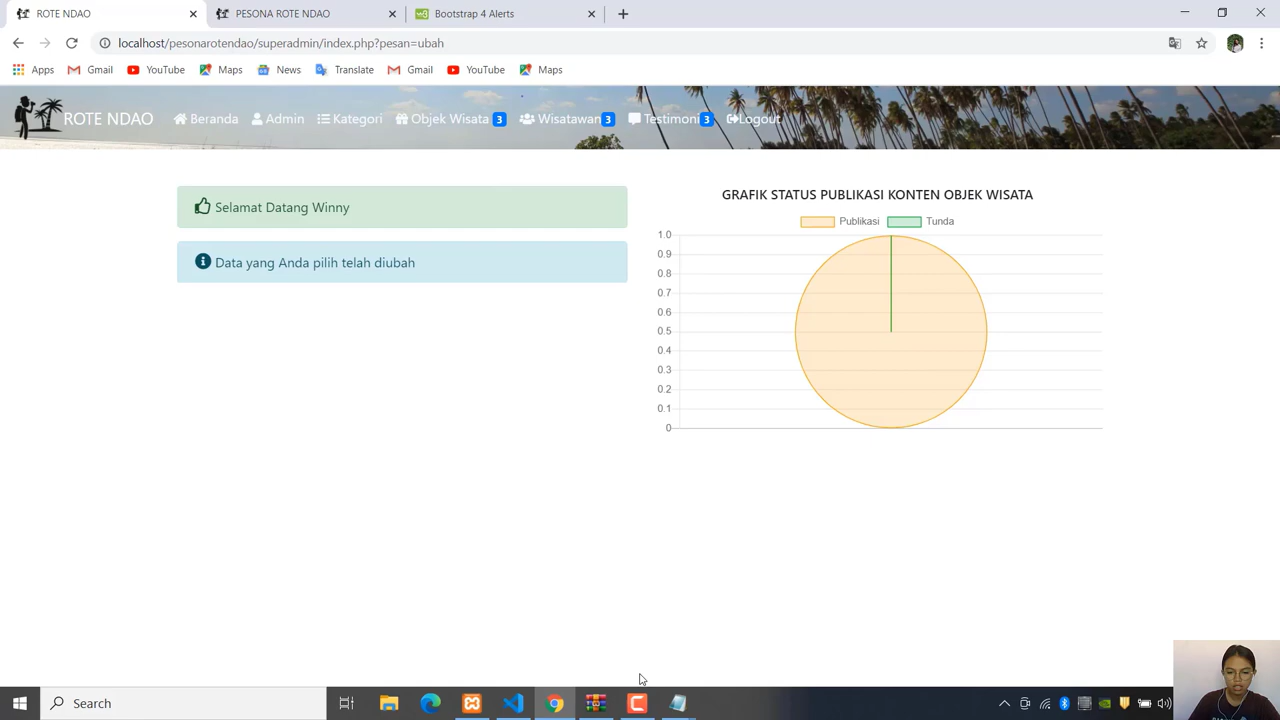 ROTE NDAO
PESONA ROTE NDAO
Bootstrap 4 Alerts
localhost/pesonarotendao/superadmin/index.php?pesan=ubah
Apps Gmail YouTube Maps News Translate Gmail YouTube Maps
ROTE NDAO Beranda Admin Kategori Objek Wisata 3 Wisatawan 3 Testimoni 3 Logout
Selamat Datang Winny
Data yang Anda pilih telah diubah
GRAFIK STATUS PUBLIKASI KONTEN OBJEK WISATA
Publikasi Tunda
1.0
0.9
0.8
0.7
0.6
0.5
0.4
0.3
0.2
0.1
0
Search